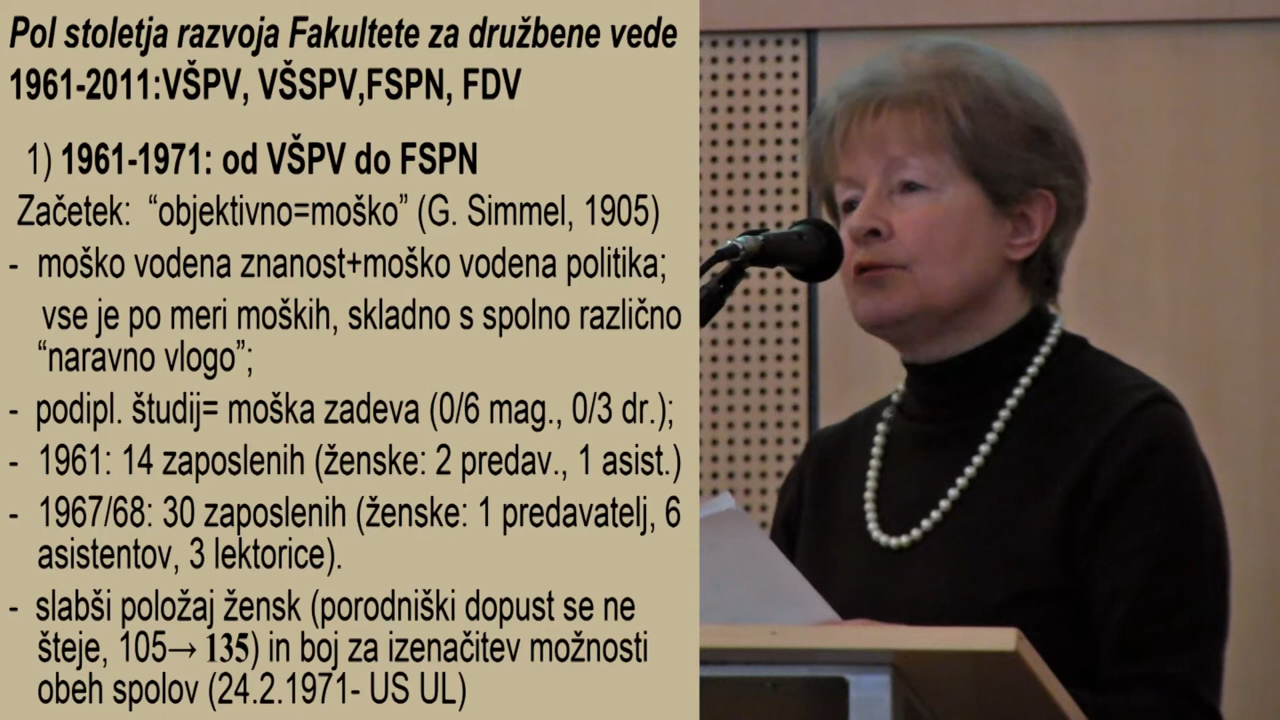 Pol stoletja razvoja Fakultete za družbene vede
1961-2011:VŠPV, VŠSPV,FSPN, FDV
1) 1961-1971: od VŠPV do FSPN
Začetek: “objektivno=moško” (G. Simmel, 1905)
- moško vodena znanost+moško vodena politika;
vse je po meri moških, skladno s spolno različno
“naravno vlogo”;
- podipl. študij= moška zadeva (0/6 mag., 0/3 dr.);
- 1961: 14 zaposlenih (ženske: 2 predav., 1 asist.)
- 1967/68: 30 zaposlenih (ženske: 1 predavatelj, 6
asistentov, 3 lektorice).
- slabši položaj žensk (porodniški dopust se ne
šteje, 105→ 135) in boj za izenačitev možnosti
obeh spolov (24.2.1971- US UL)